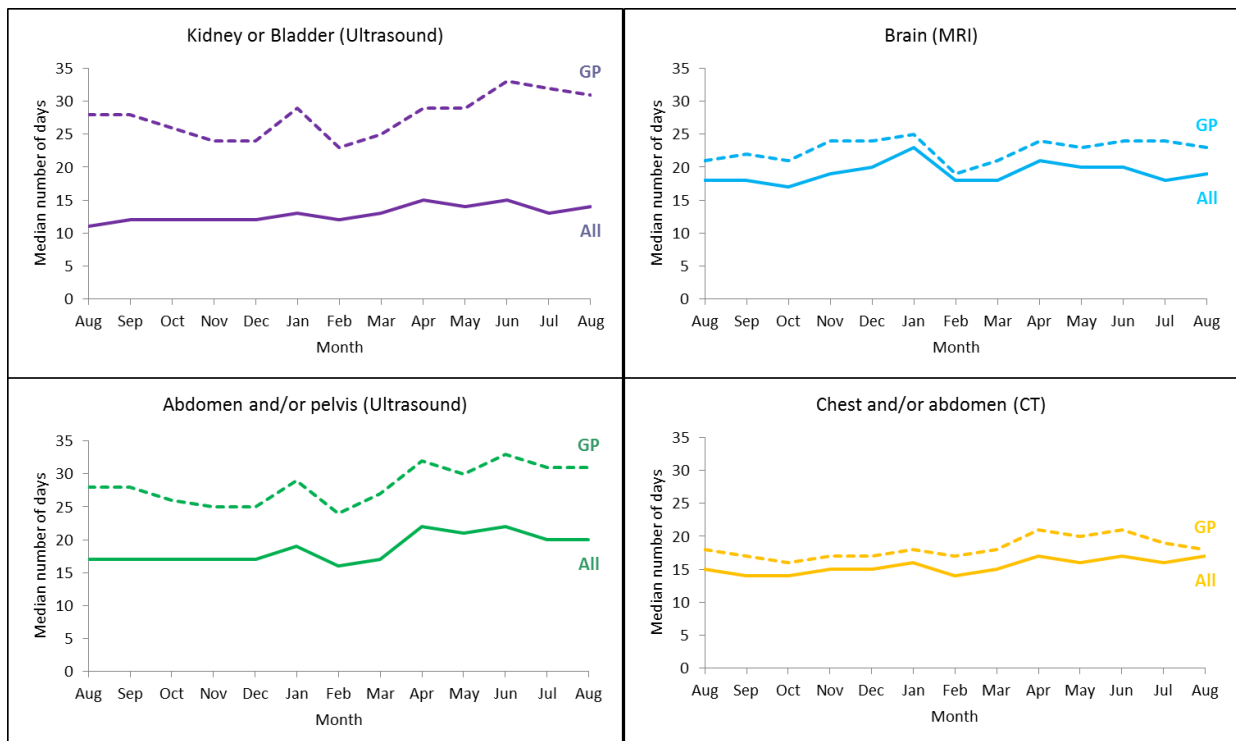 Kidney or Bladder (Ultrasound)
Median number of days
35
30
25
20
15
10
5
0
GP
All
Aug Sep Oct Nov Dec Jan Feb Mar Apr May Jun Jul Aug
Month
Brain (MRI)
Median number of days
35
30
25
20
15
10
5
0
GP
All
Aug Sep Oct Nov Dec Jan Feb Mar Apr May Jun Jul Aug
Month
Abdomen and/or pelvis (Ultrasound)
Median number of days
35
30
25
20
15
10
5
0
GP
All
Aug Sep Oct Nov Dec Jan Feb Mar Apr May Jun Jul Aug
Month
Chest and/or abdomen (CT)
Median number of days
35
30
25
20
15
10
5
0
GP
All
Aug Sep Oct Nov Dec Jan Feb Mar Apr May Jun Jul Aug
Month